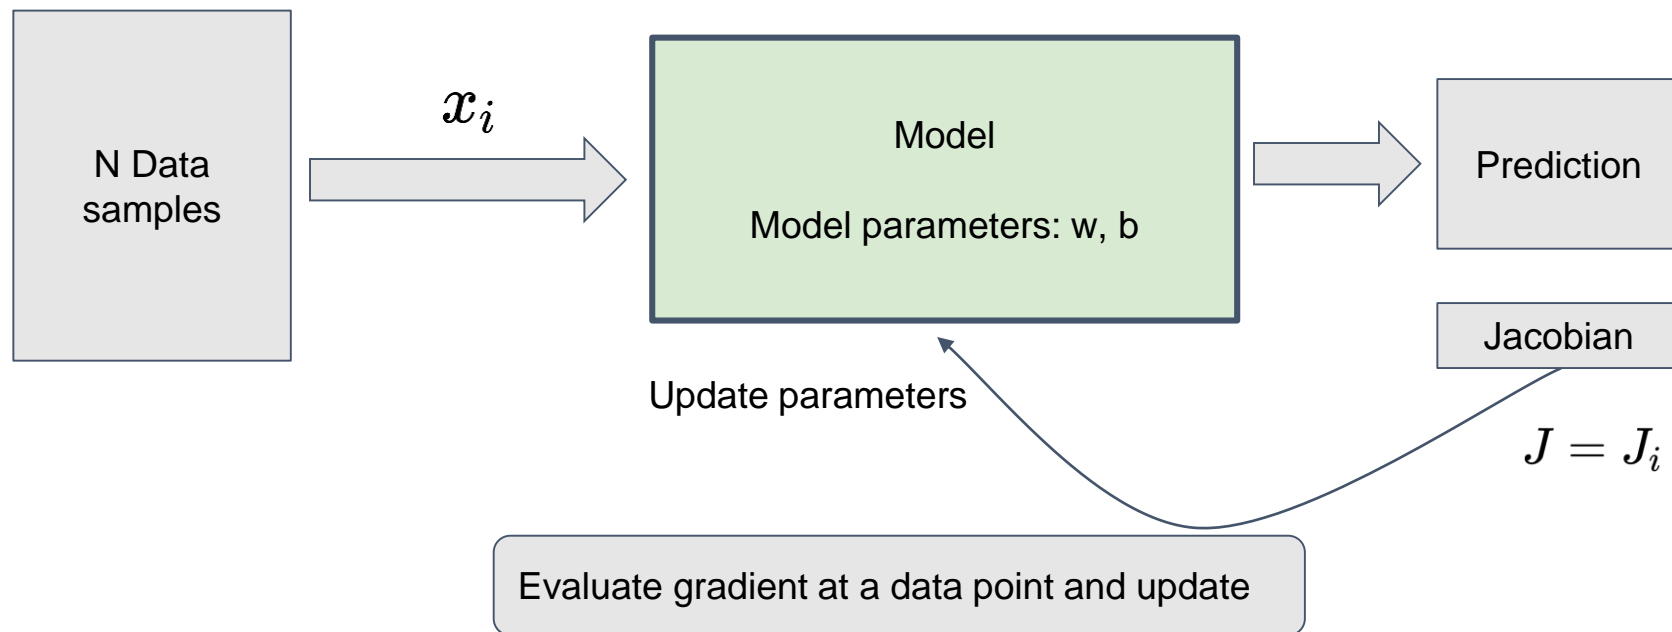 N Data
samples
x_i
Model
Model parameters: w, b
Prediction
Jacobian
Update parameters
J = J_i
Evaluate gradient at a data point and update